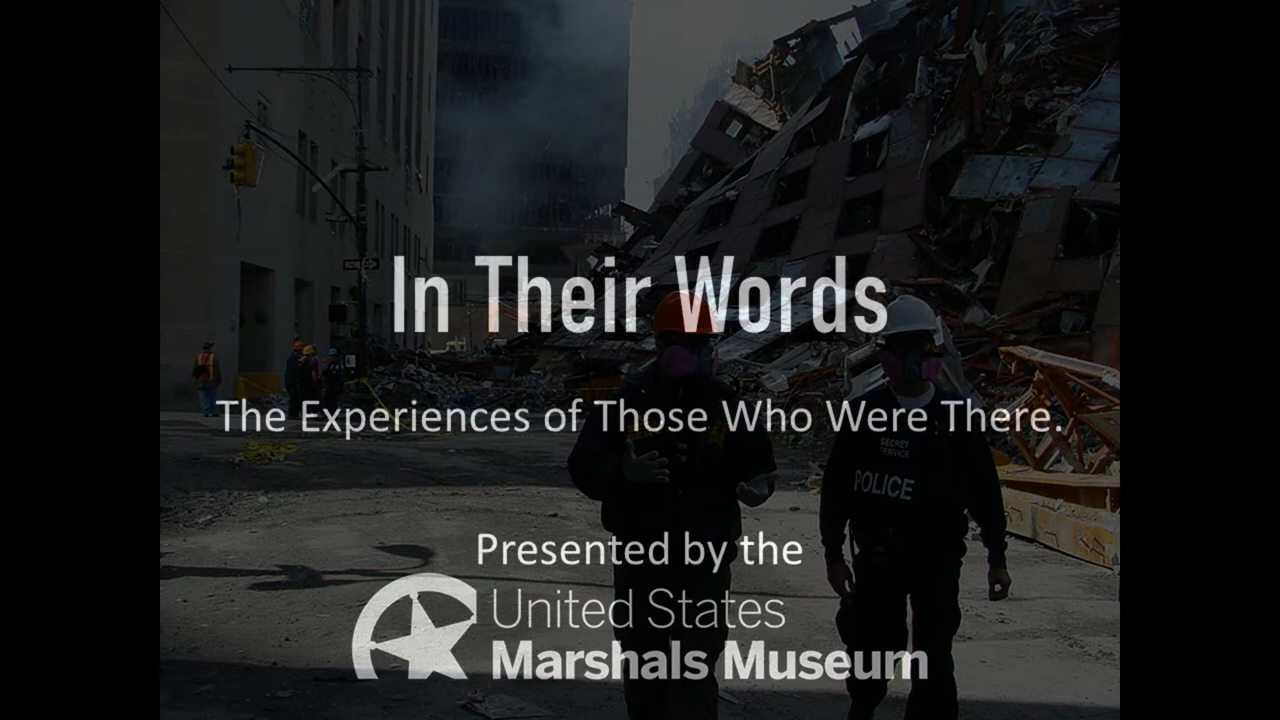 In Their Words
The Experiences of Those Who Were There.
SECRET
SERVICE
POLICE
Presented by the
United States
Marshals Museum